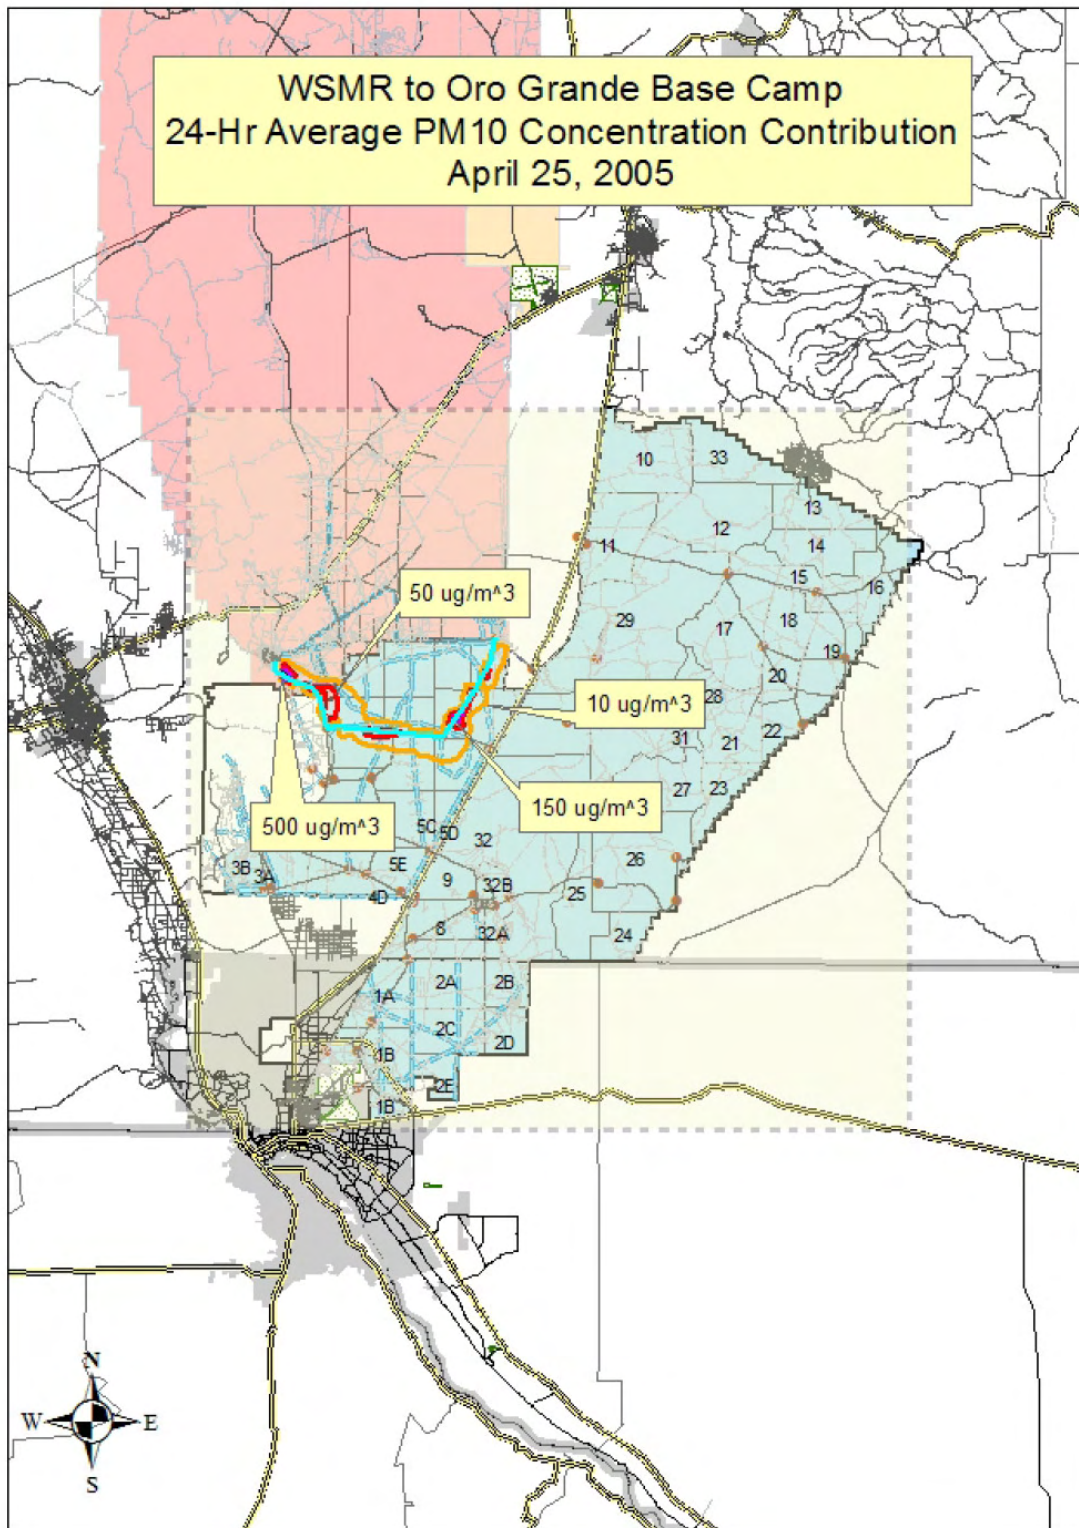 WSMR to Oro Grande Base Camp
24-Hr Average PM10 Concentration Contribution
April 25, 2005
10
33
13
12
14
11
15
16
29
17
18
19
20
50 ug/m^3
28
10 ug/m^3
31
21
22
27
23
150 ug/m^3
500 ug/m^3
5C
5D
32
3B
3A
5E
9
32B
26
25
4D
8
32A
24
2A
2B
1A
2C
2D
1B
2E
1B
N
W
E
S